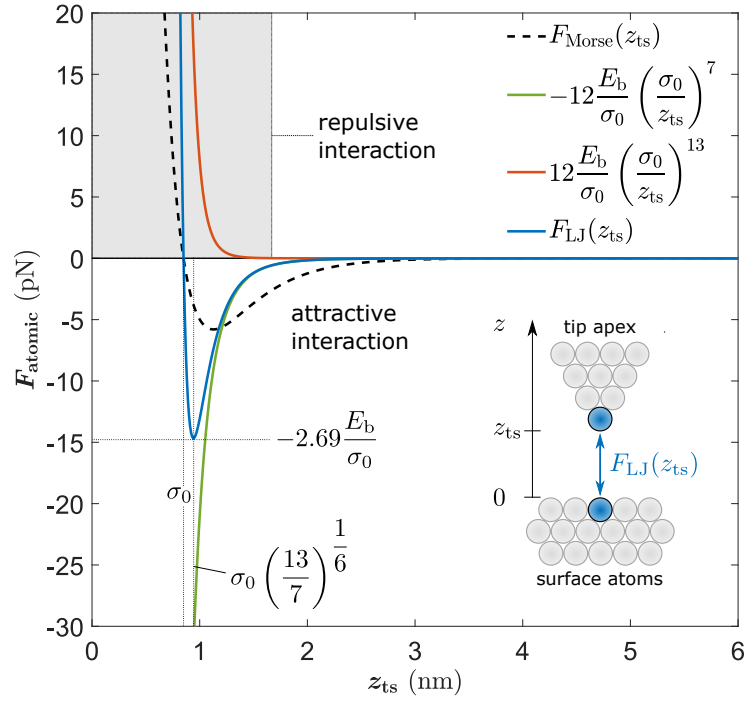 20
15
10
5
0
-5
-10
-15
-20
-25
-30
0
1
2
3
4
5
6
F_atomic (pN)
z_ts (nm)
repulsive
interaction
attractive
interaction
F_Morse(z_ts)
−12 E_b/σ_0 (σ_0/z_ts)^7
12 E_b/σ_0 (σ_0/z_ts)^13
F_LJ(z_ts)
−2.69 E_b/σ_0
σ_0
σ_0 (13/7)^1/6
z
tip apex
z_ts
F_LJ(z_ts)
0
surface atoms